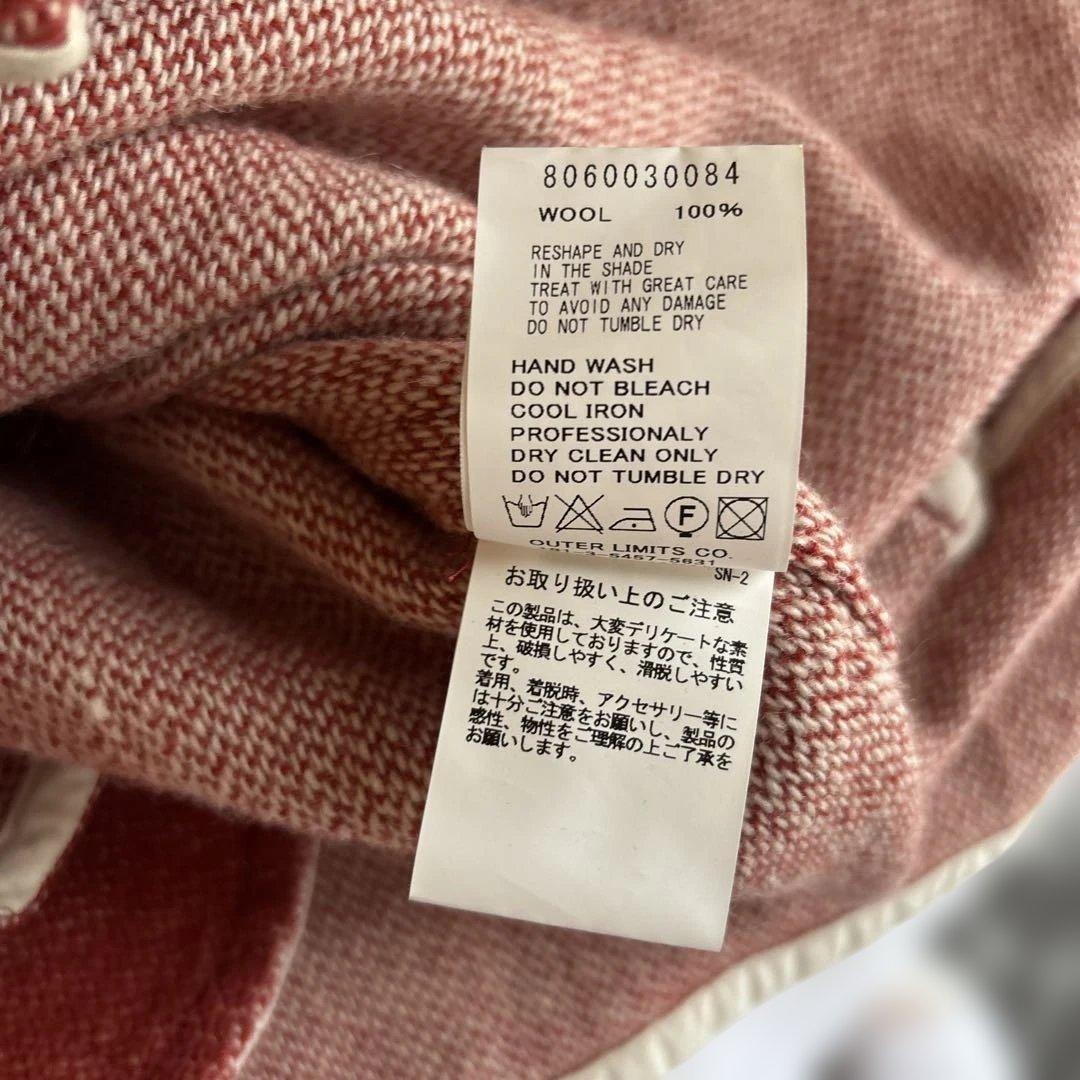 8060030084
WOOL 100%
RESHAPE AND DRY
IN THE SHADE
TREAT WITH GREAT CARE
TO AVOID ANY DAMAGE
DO NOT TUMBLE DRY
HAND WASH
DO NOT BLEACH
COOL IRON
PROFESSIONALY
DRY CLEAN ONLY
DO NOT TUMBLE DRY
F
OUTER LIMITS CO.
-3-5457-5631
SN-2
お取り扱い上のご注意
この製品は、大変デリケートな素
材を使用しておりますので、性質
上、破損しやすく、滑脱しやすい
です。
着用、着脱時、アクセサリー等に
は十分ご注意をお願いし、製品の
感性、物性をご理解の上ご了承を
お願いします。